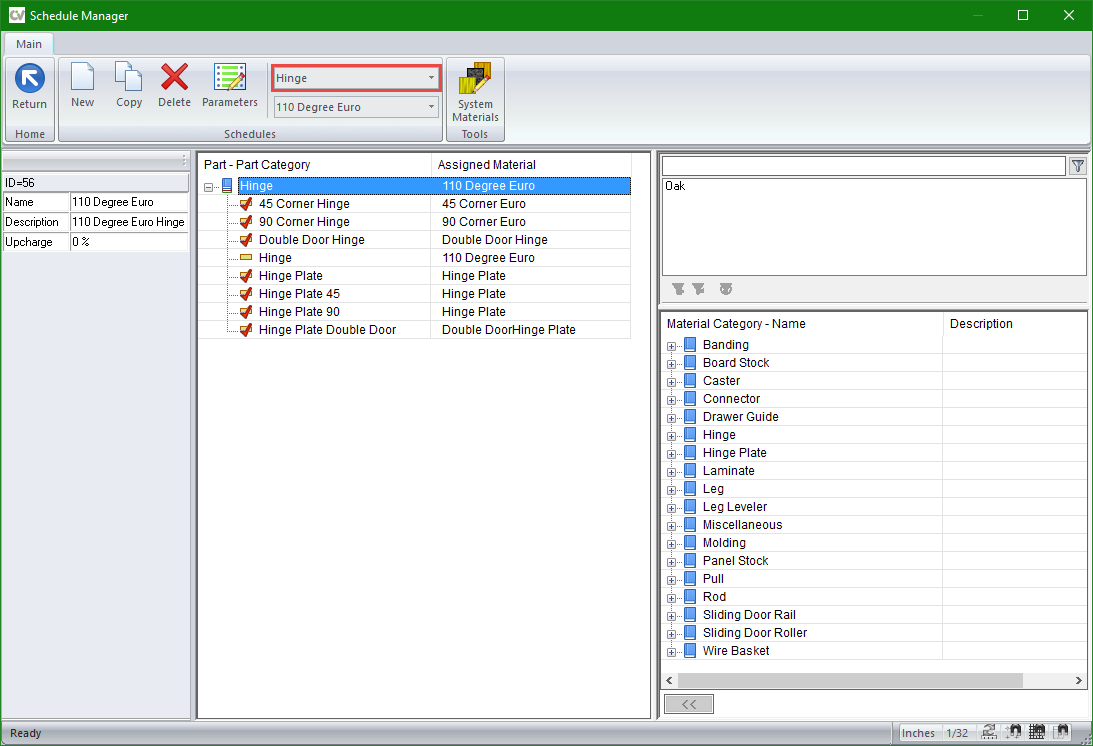 CV Schedule Manager
Main
Return
New
Copy
Delete
Parameters
Hinge
110 Degree Euro
System
Materials
Home
Schedules
Tools
ID=56
Name 110 Degree Euro
Description 110 Degree Euro Hinge
Upcharge 0 %
Part - Part Category Assigned Material
Hinge 110 Degree Euro
45 Corner Hinge 45 Corner Euro
90 Corner Hinge 90 Corner Euro
Double Door Hinge Double Door Hinge
Hinge 110 Degree Euro
Hinge Plate Hinge Plate
Hinge Plate 45 Hinge Plate
Hinge Plate 90 Hinge Plate
Hinge Plate Double Door Double DoorHinge Plate
Oak
Material Category - Name Description
Banding
Board Stock
Caster
Connector
Drawer Guide
Hinge
Hinge Plate
Laminate
Leg
Leg Leveler
Miscellaneous
Molding
Panel Stock
Pull
Rod
Sliding Door Rail
Sliding Door Roller
Wire Basket
<<
Ready
Inches 1/32